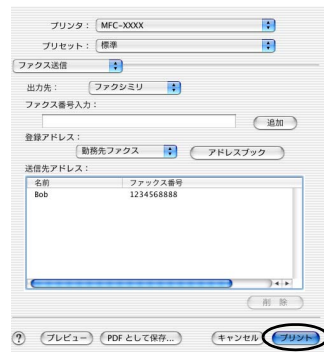 プリンタ： MFC-XXXX
プリセット： 標準
ファクス送信
出力先： ファクシミリ
ファクス番号入力：
追加
登録アドレス：
勤務先ファクス アドレスブック
送信先アドレス：
名前 ファックス番号
Bob 1234568888
削 除
? プレビュー PDF として保存... キャンセル プリント